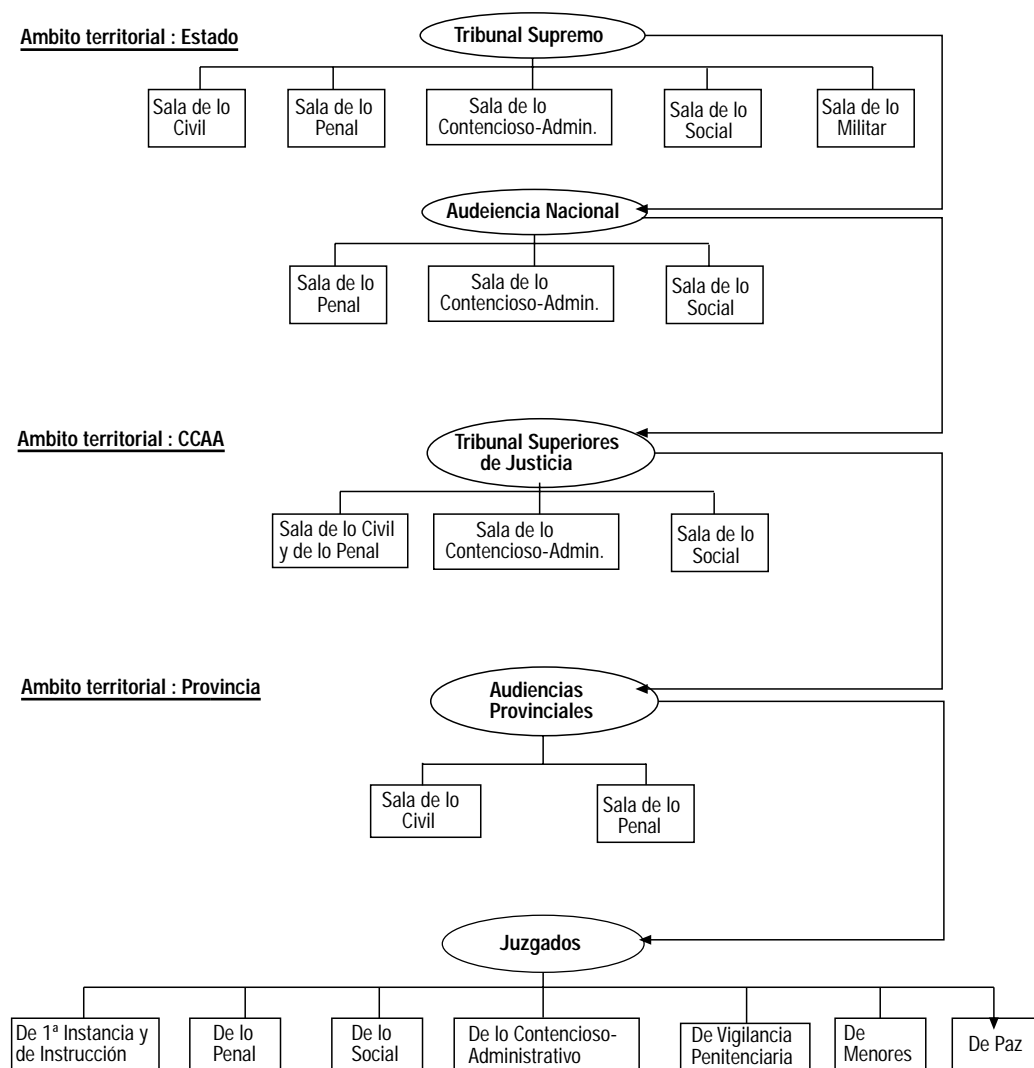 Ambito territorial : Estado
Tribunal Supremo
Sala de lo
Civil
Sala de lo
Penal
Sala de lo
Contencioso-Admin.
Sala de lo
Social
Sala de lo
Militar
Audeiencia Nacional
Sala de lo
Penal
Sala de lo
Contencioso-Admin.
Sala de lo
Social
Ambito territorial : CCAA
Tribunal Superiores
de Justicia
Sala de lo Civil
y de lo Penal
Sala de lo
Contencioso-Admin.
Sala de lo
Social
Ambito territorial : Provincia
Audiencias
Provinciales
Sala de lo
Civil
Sala de lo
Penal
Juzgados
De 1ª Instancia y
de Instrucción
De lo
Penal
De lo
Social
De lo Contencioso-
Administrativo
De Vigilancia
Penitenciaria
De
Menores
De Paz